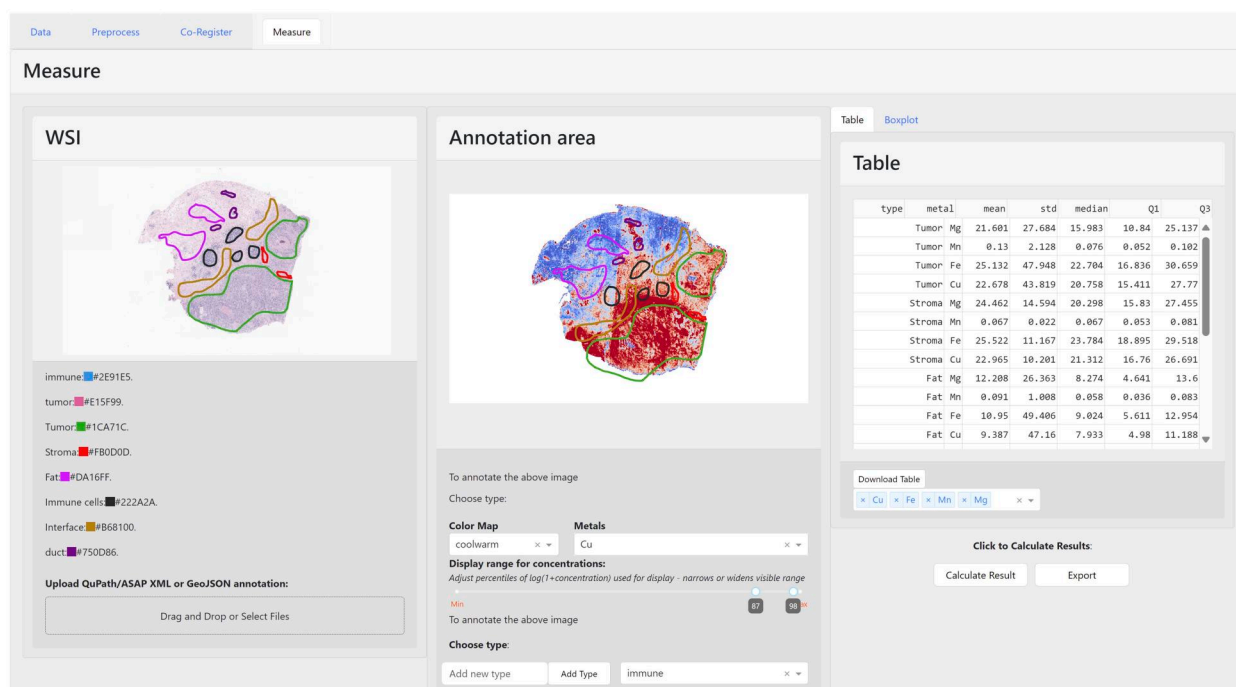 Data Preprocess Co-Register Measure
Measure
WSI
immune: #2E91E5.
tumor: #E15F99.
Tumor: #1CA71C.
Stroma: #FB0D0D.
Fat: #DA16FF.
Immune cells: #222A2A.
Interface: #B68100.
duct: #750D86.
Upload QuPath/ASAP XML or GeoJSON annotation:
Drag and Drop or Select Files
Annotation area
To annotate the above image
Choose type:
Color Map Metals
coolwarm × Cu ×
Display range for concentrations:
Adjust percentiles of log(1+concentration) used for display - narrows or widens visible range
Min 87 98
To annotate the above image
Choose type:
Add new type Add Type immune ×
Table Boxplot
Table
type metal mean std median Q1 Q3
Tumor Mg 21.601 27.684 15.983 10.84 25.137
Tumor Mn 0.13 2.128 0.076 0.052 0.102
Tumor Fe 25.132 47.948 22.704 16.836 30.659
Tumor Cu 22.678 43.819 20.758 15.411 27.77
Stroma Mg 24.462 14.594 20.298 15.83 27.455
Stroma Mn 0.067 0.022 0.067 0.053 0.081
Stroma Fe 25.522 11.167 23.784 18.895 29.518
Stroma Cu 22.965 10.201 21.312 16.76 26.691
Fat Mg 12.208 26.363 8.274 4.641 13.6
Fat Mn 0.091 1.008 0.058 0.036 0.083
Fat Fe 10.95 49.406 9.024 5.611 12.954
Fat Cu 9.387 47.16 7.933 4.98 11.188
Download Table
× Cu × Fe × Mn × Mg ×
Click to Calculate Results:
Calculate Result Export